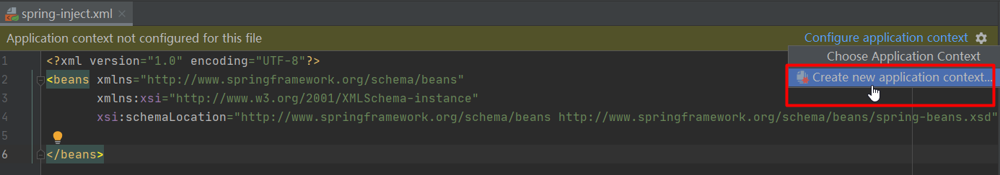 spring-inject.xml
Application context not configured for this file
Configure application context
Choose Application Context
Create new application context...
1 <?xml version="1.0" encoding="UTF-8"?>
2 <beans xmlns="http://www.springframework.org/schema/beans"
3 xmlns:xsi="http://www.w3.org/2001/XMLSchema-instance"
4 xsi:schemaLocation="http://www.springframework.org/schema/beans http://www.springframework.org/schema/beans/spring-beans.xsd"
5
6 </beans>